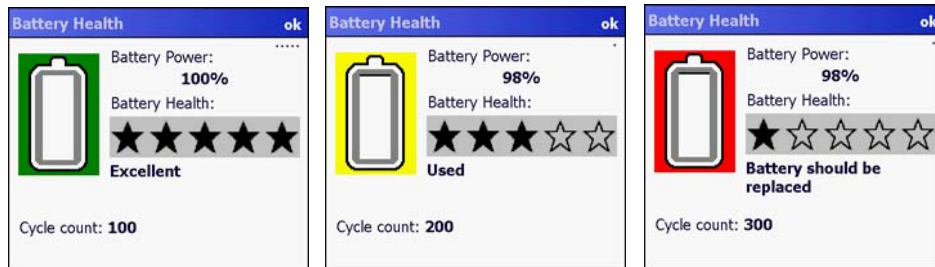 Battery Health ok
Battery Power:
100%
Battery Health:
Excellent
Cycle count: 100
Battery Health ok
Battery Power:
98%
Battery Health:
Used
Cycle count: 200
Battery Health ok
Battery Power:
98%
Battery Health:
Battery should be
replaced
Cycle count: 300